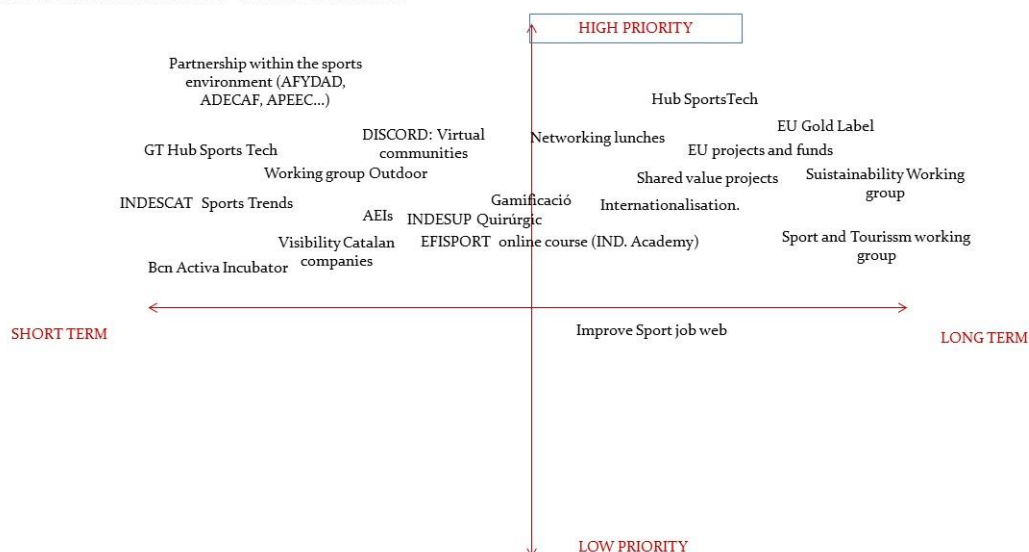 HIGH PRIORITY
Partnership within the sports
environment (AFYDAD,
ADECAF, APEEC...)
Hub SportsTech
EU Gold Label
DISCORD: Virtual
communities
Networking lunches
GT Hub Sports Tech
EU projects and funds
Working group Outdoor
Shared value projects
Suistainability Working
group
INDESCAT Sports Trends
Gamificació
Internationalisation.
AEIs
INDESUP Quirúrgic
Visibility Catalan
companies
EFISPORT online course (IND. Academy)
Sport and Tourissm working
group
Bcn Activa Incubator
SHORT TERM
Improve Sport job web
LONG TERM
LOW PRIORITY